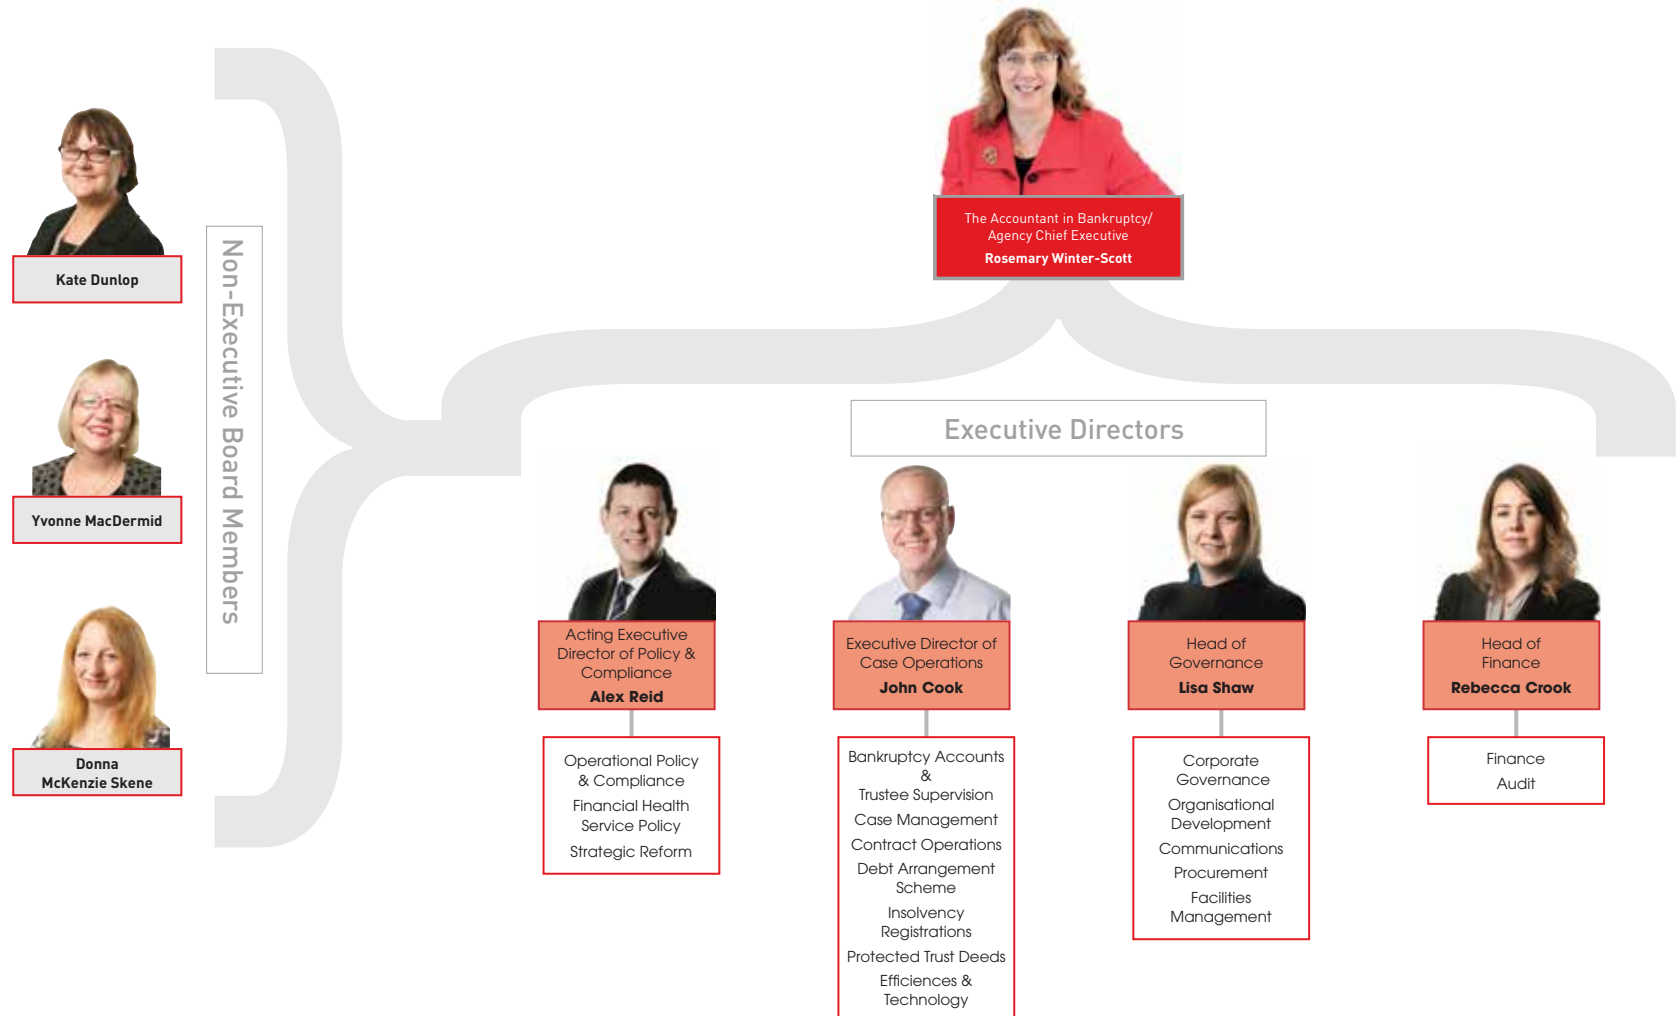 The Accountant in Bankruptcy/
Agency Chief Executive
Rosemary Winter-Scott
Kate Dunlop
Yvonne MacDermid
Donna
McKenzie Skene
Non-Executive Board Members
Executive Directors
Acting Executive
Director of Policy &
Compliance
Alex Reid
Operational Policy
& Compliance
Financial Health
Service Policy
Strategic Reform
Executive Director of
Case Operations
John Cook
Bankruptcy Accounts
&
Trustee Supervision
Case Management
Contract Operations
Debt Arrangement
Scheme
Insolvency
Registrations
Protected Trust Deeds
Efficiences &
Technology
Head of
Governance
Lisa Shaw
Corporate
Governance
Organisational
Development
Communications
Procurement
Facilities
Management
Head of
Finance
Rebecca Crook
Finance
Audit